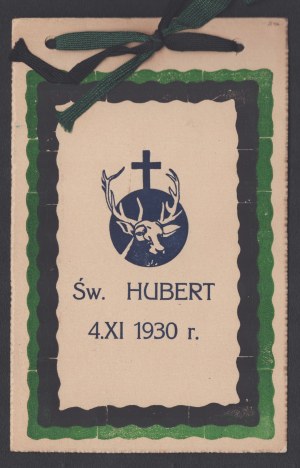 Św. HUBERT
4.XI 1930 r.